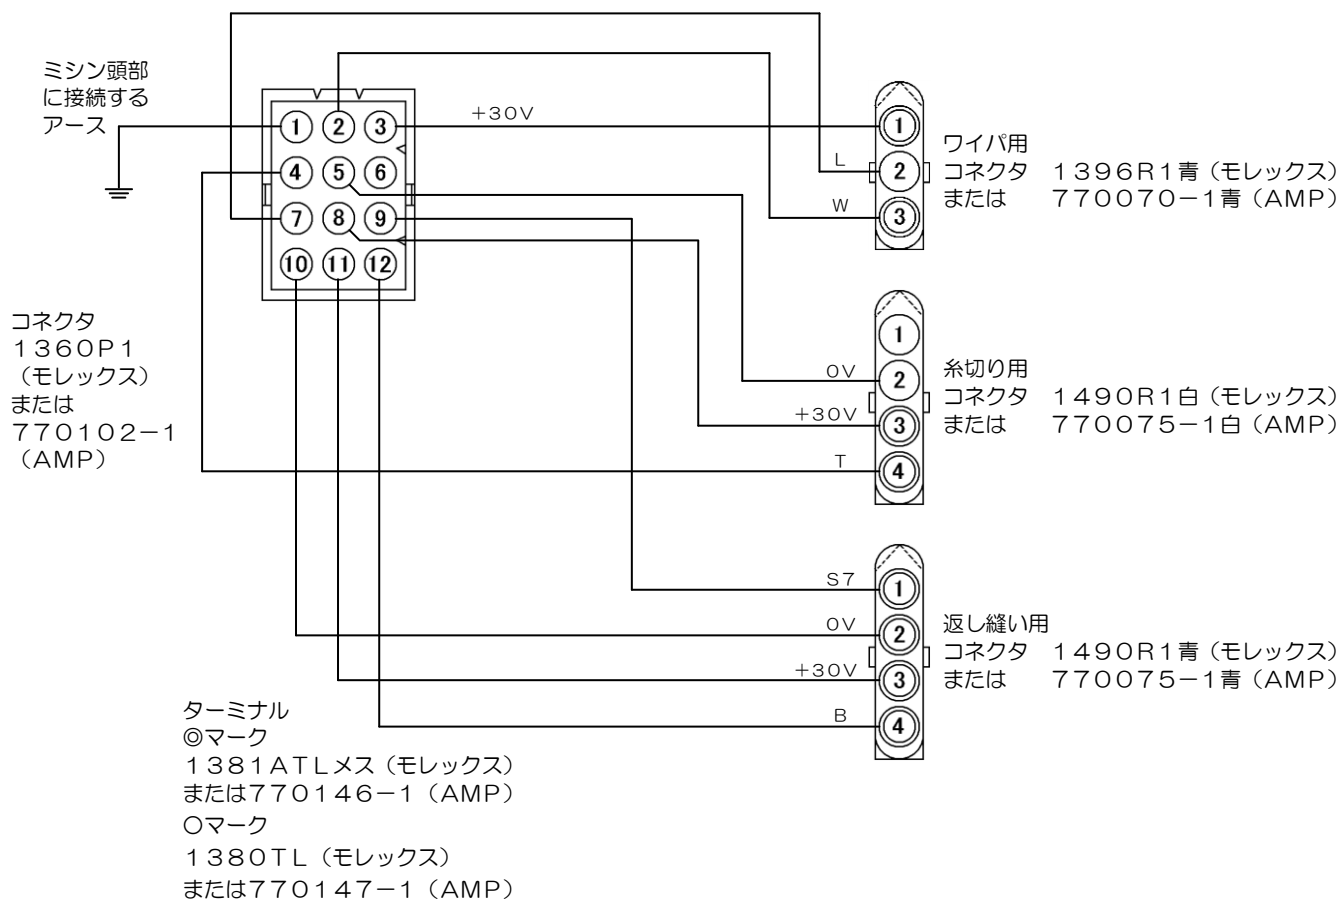 ミシン頭部
に接続する
アース
1 2 3
4 5 6
7 8 9
10 11 12
+30V
L
W
1
2
3
ワイパ用
コネクタ 1396R1青(モレックス)
または 770070-1青(AMP)
コネクタ
1360P1
(モレックス)
または
770102-1
(AMP)
0V
+30V
T
1
2
3
4
糸切り用
コネクタ 1490R1白(モレックス)
または 770075-1白(AMP)
S7
0V
+30V
B
1
2
3
4
返し縫い用
コネクタ 1490R1青(モレックス)
または 770075-1青(AMP)
ターミナル
◎マーク
1381ATLメス(モレックス)
または770146-1(AMP)
○マーク
1380TL(モレックス)
または770147-1(AMP)